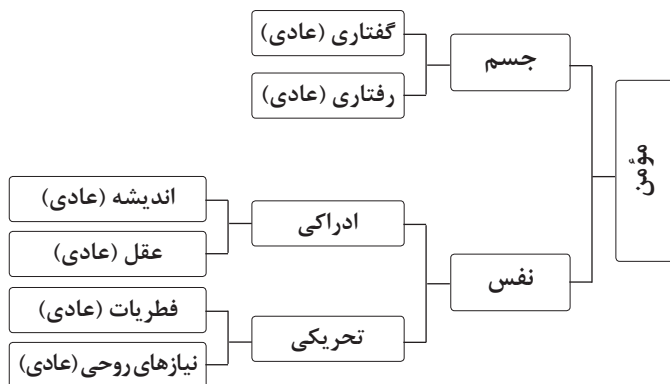 مؤمن
جسم
گفتاری (عادی)
رفتاری (عادی)
نفس
ادراکی
اندیشه (عادی)
عقل (عادی)
تحریکی
فطریات (عادی)
نیازهای روحی (عادی)